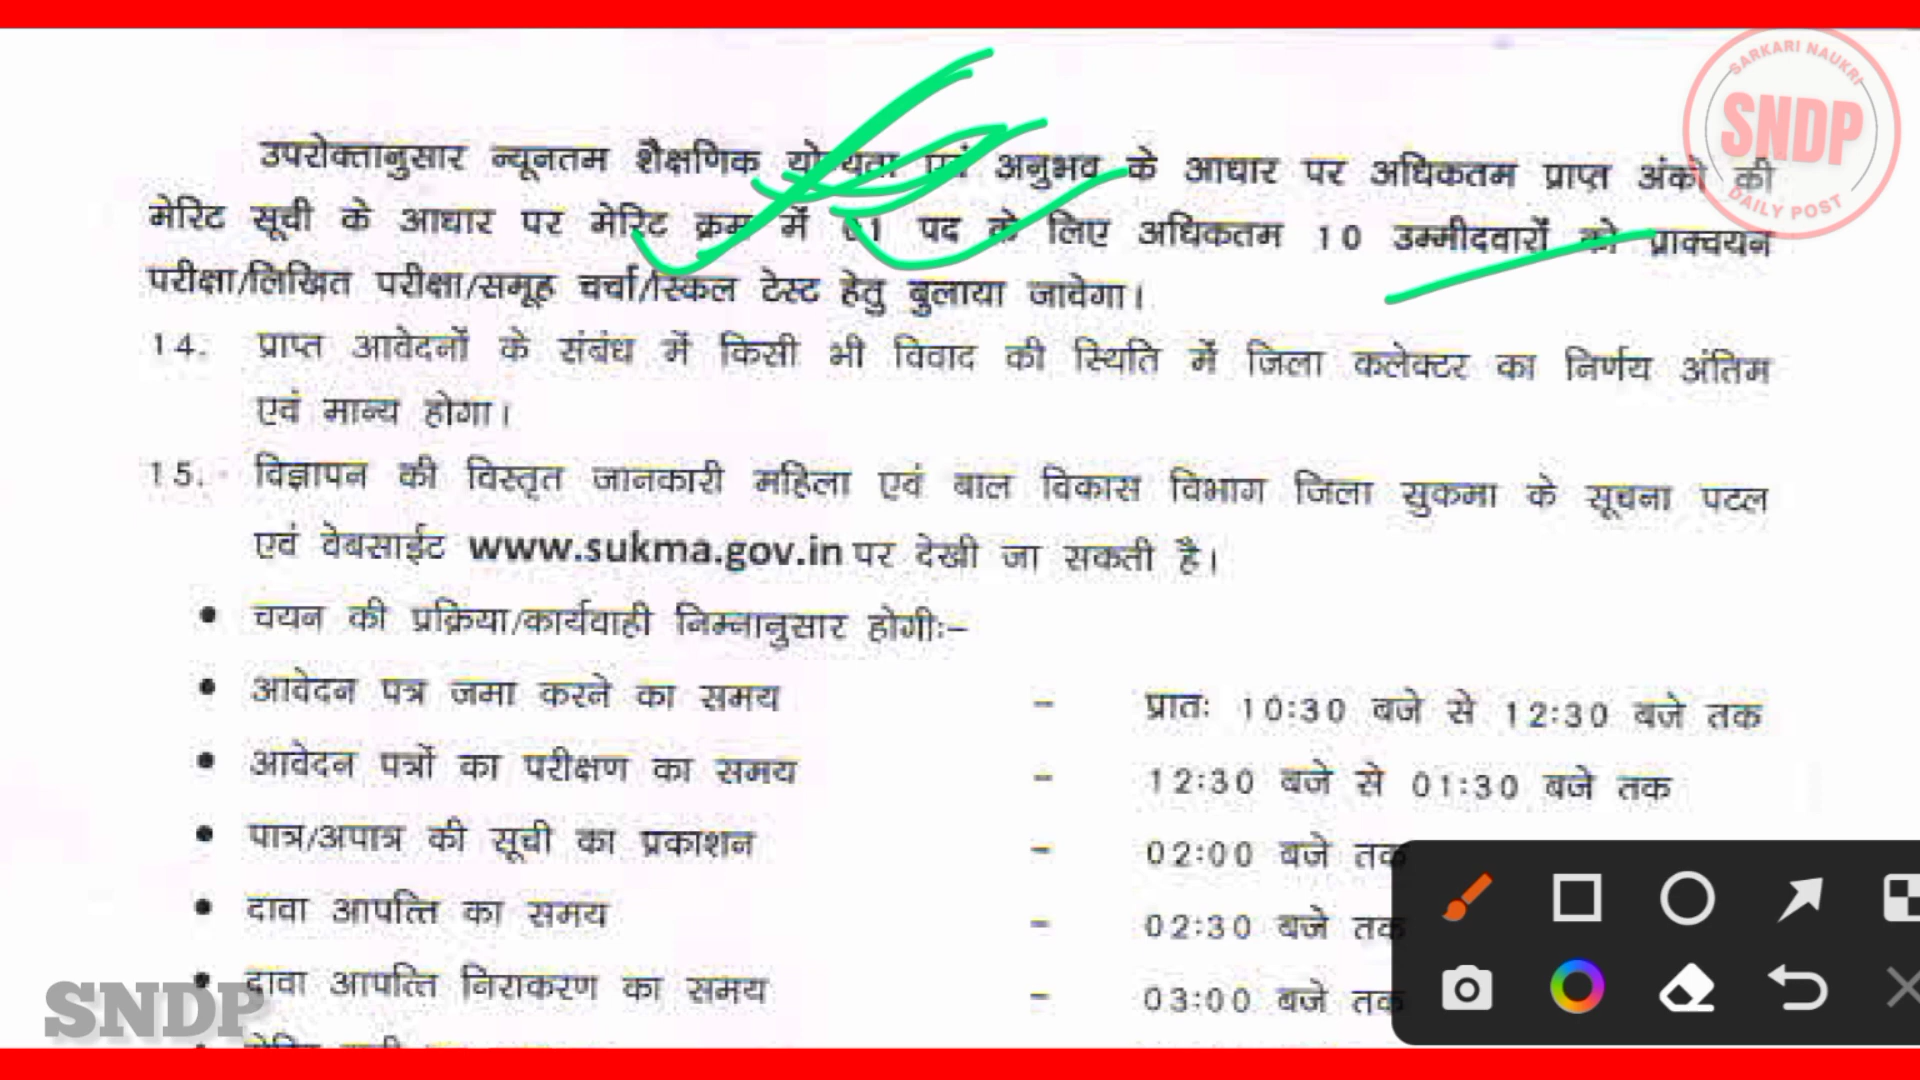 SARKARI NAUKRI
SNDP
DAILY POST
उपरोक्तानुसार न्यूनतम शैक्षणिक योग्यता एवं अनुभव के आधार पर अधिकतम प्राप्त अंको की
मेरिट सूची के आधार पर मेरिट क्रम में 01 पद के लिए अधिकतम 10 उम्मीदवारों को प्राक्चयन
परीक्षा/लिखित परीक्षा/समूह चर्चा/स्किल टेस्ट हेतु बुलाया जावेगा।
14. प्राप्त आवेदनों के संबंध में किसी भी विवाद की स्थिति में जिला कलेक्टर का निर्णय अंतिम
एवं मान्य होगा।
15. विज्ञापन की विस्तृत जानकारी महिला एवं बाल विकास विभाग जिला सुकमा के सूचना पटल
एवं वेबसाईट www.sukma.gov.in पर देखी जा सकती है।
• चयन की प्रक्रिया/कार्यवाही निम्नानुसार होगीः–
• आवेदन पत्र जमा करने का समय – प्रातः 10:30 बजे से 12:30 बजे तक
• आवेदन पत्रों का परीक्षण का समय – 12:30 बजे से 01:30 बजे तक
• पात्र/अपात्र की सूची का प्रकाशन – 02:00 बजे तक
• दावा आपत्ति का समय – 02:30 बजे तक
• दावा आपत्ति निराकरण का समय – 03:00 बजे तक
SNDP